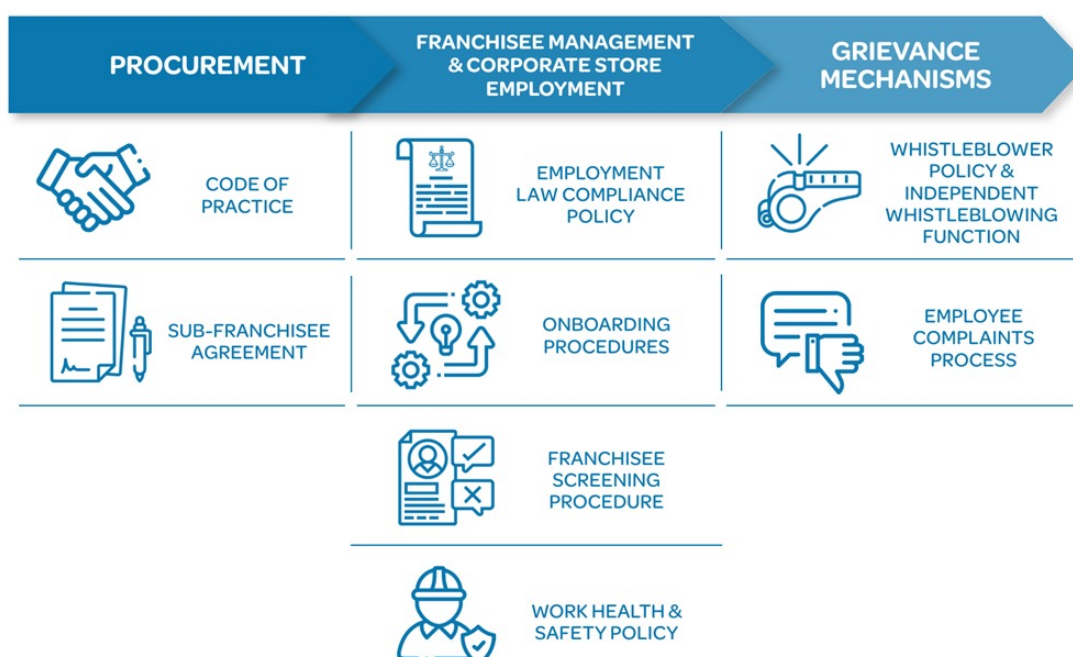 PROCUREMENT
FRANCHISEE MANAGEMENT
& CORPORATE STORE
EMPLOYMENT
GRIEVANCE
MECHANISMS
CODE OF
PRACTICE
EMPLOYMENT
LAW COMPLIANCE
POLICY
WHISTLEBLOWER
POLICY &
INDEPENDENT
WHISTLEBLOWING
FUNCTION
SUB-FRANCHISEE
AGREEMENT
ONBOARDING
PROCEDURES
EMPLOYEE
COMPLAINTS
PROCESS
FRANCHISEE
SCREENING
PROCEDURE
WORK HEALTH &
SAFETY POLICY